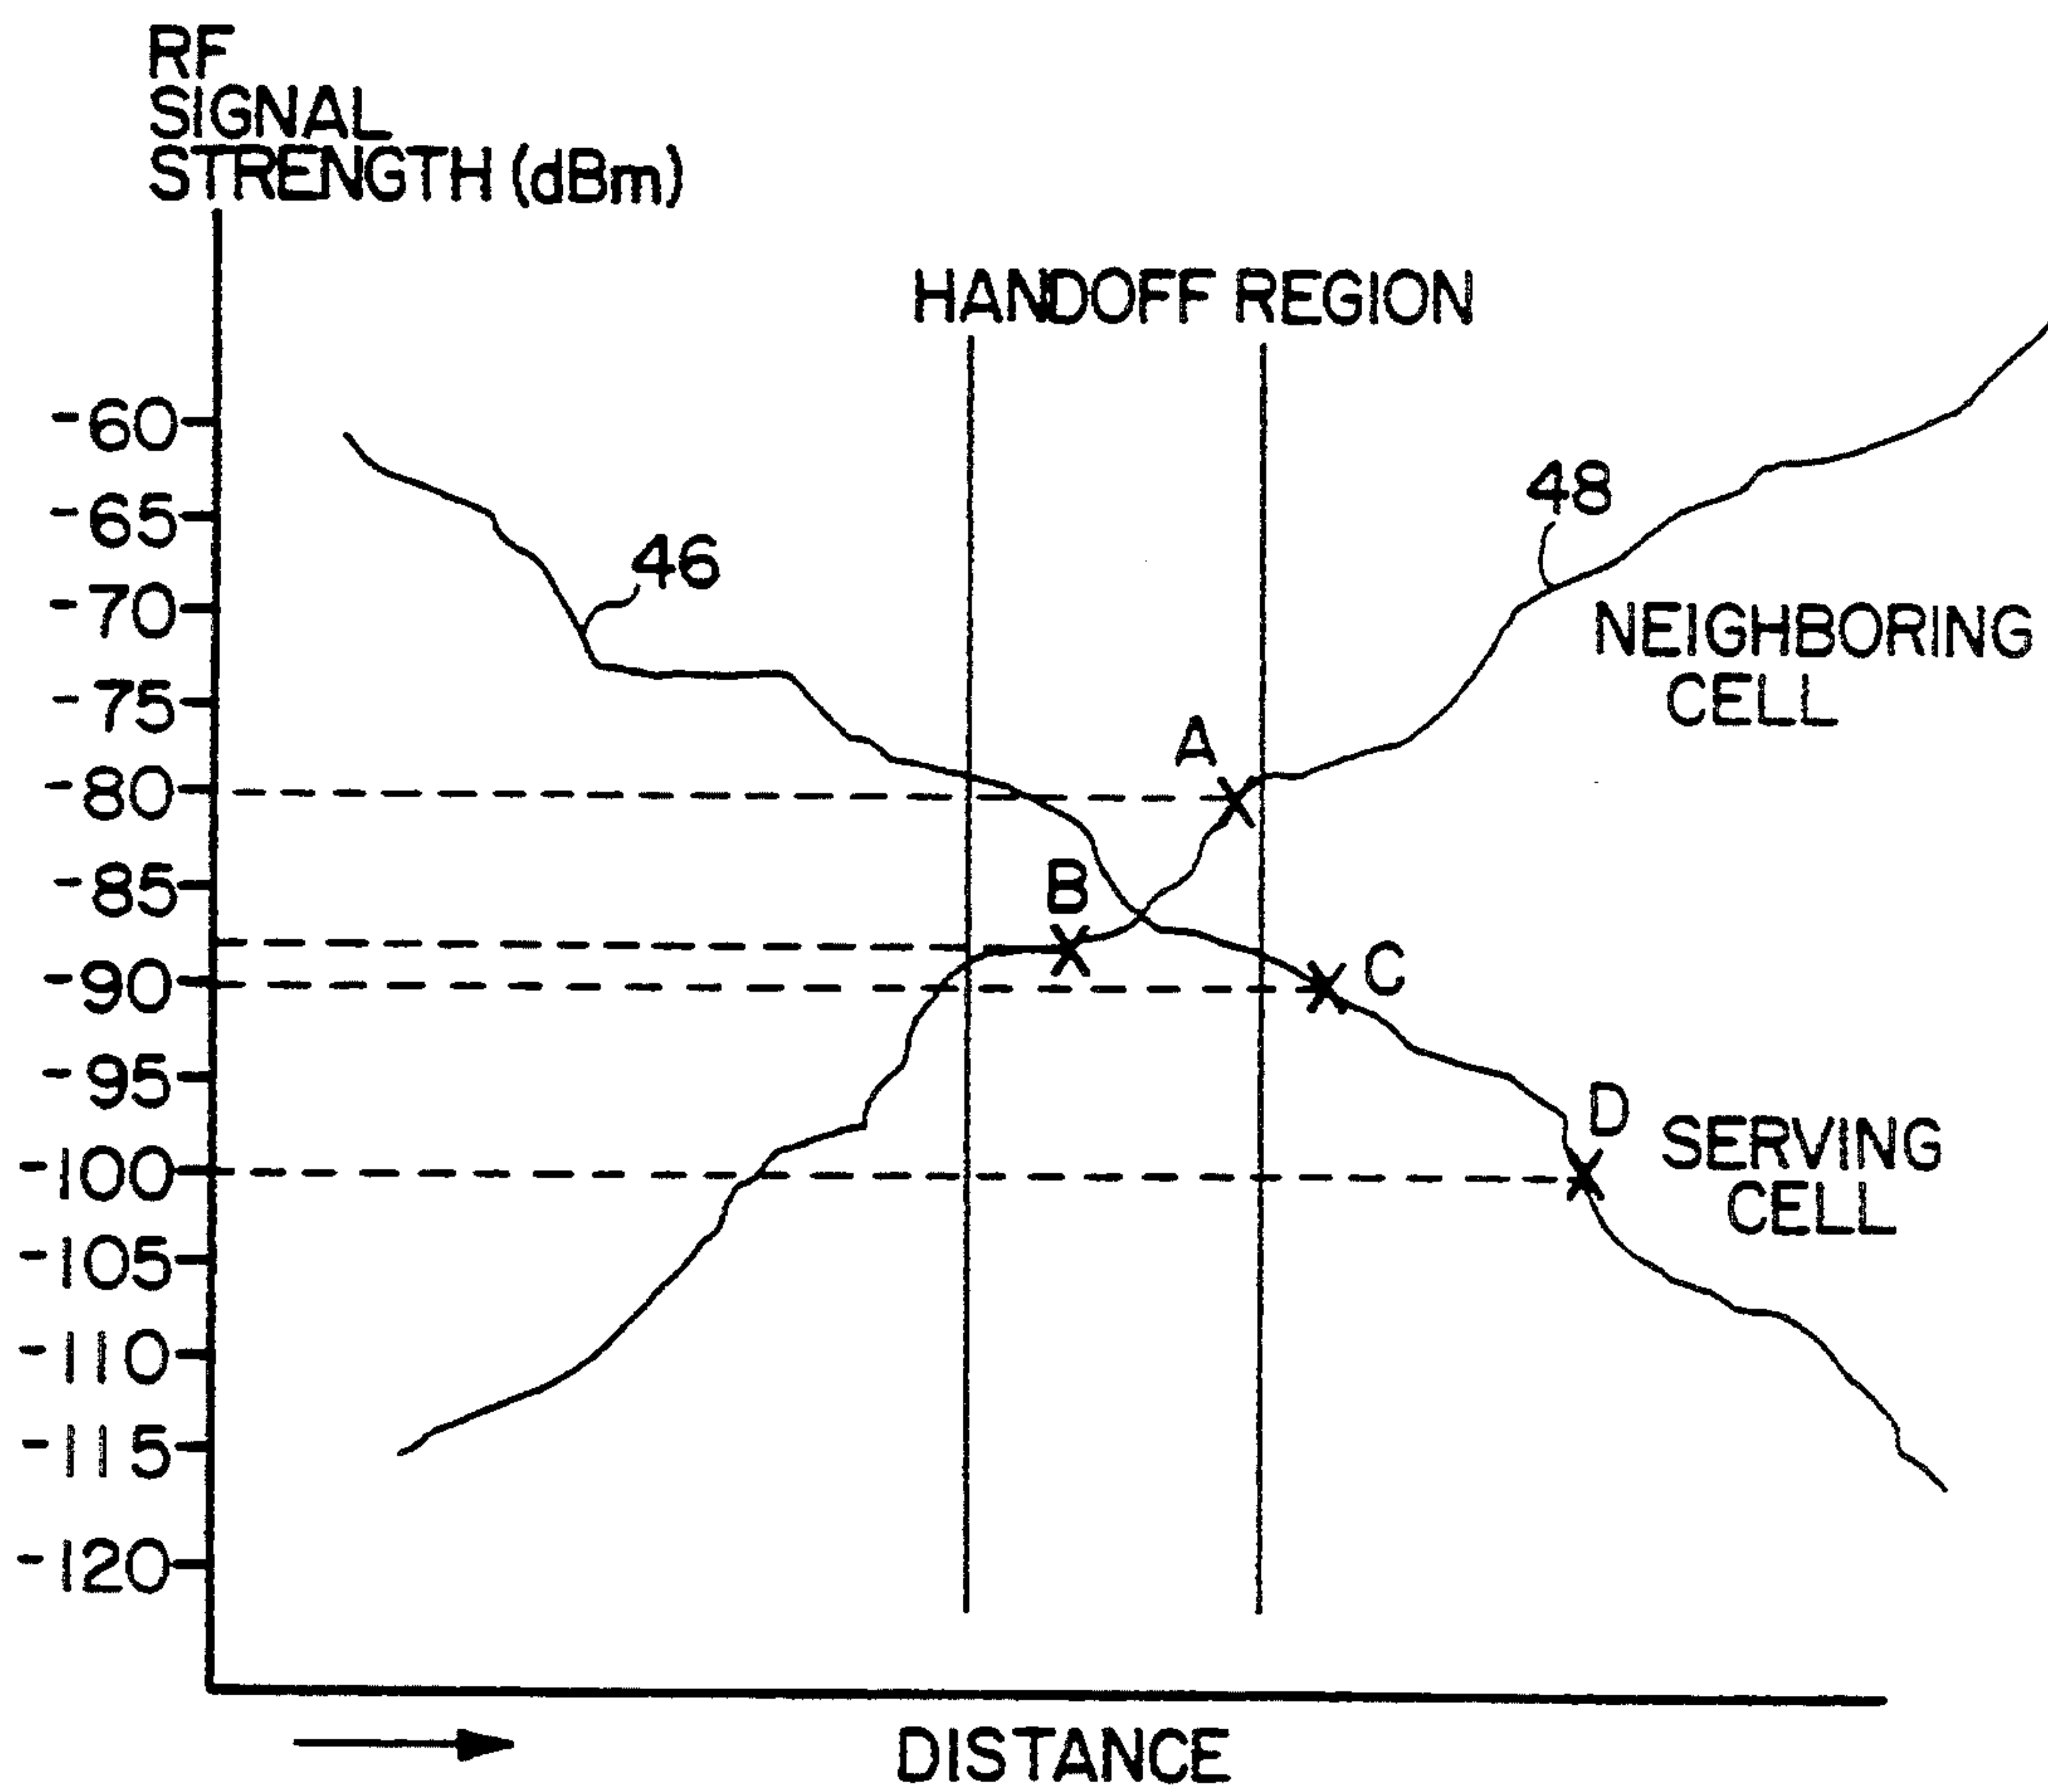 RF
SIGNAL
STRENGTH (dBm)
HANDOFF REGION
-60
-65
-70
-75
-80
-85
-90
-95
-100
-105
-110
-115
-120
46
48
NEIGHBORING
CELL
A
B
C
D
SERVING
CELL
DISTANCE